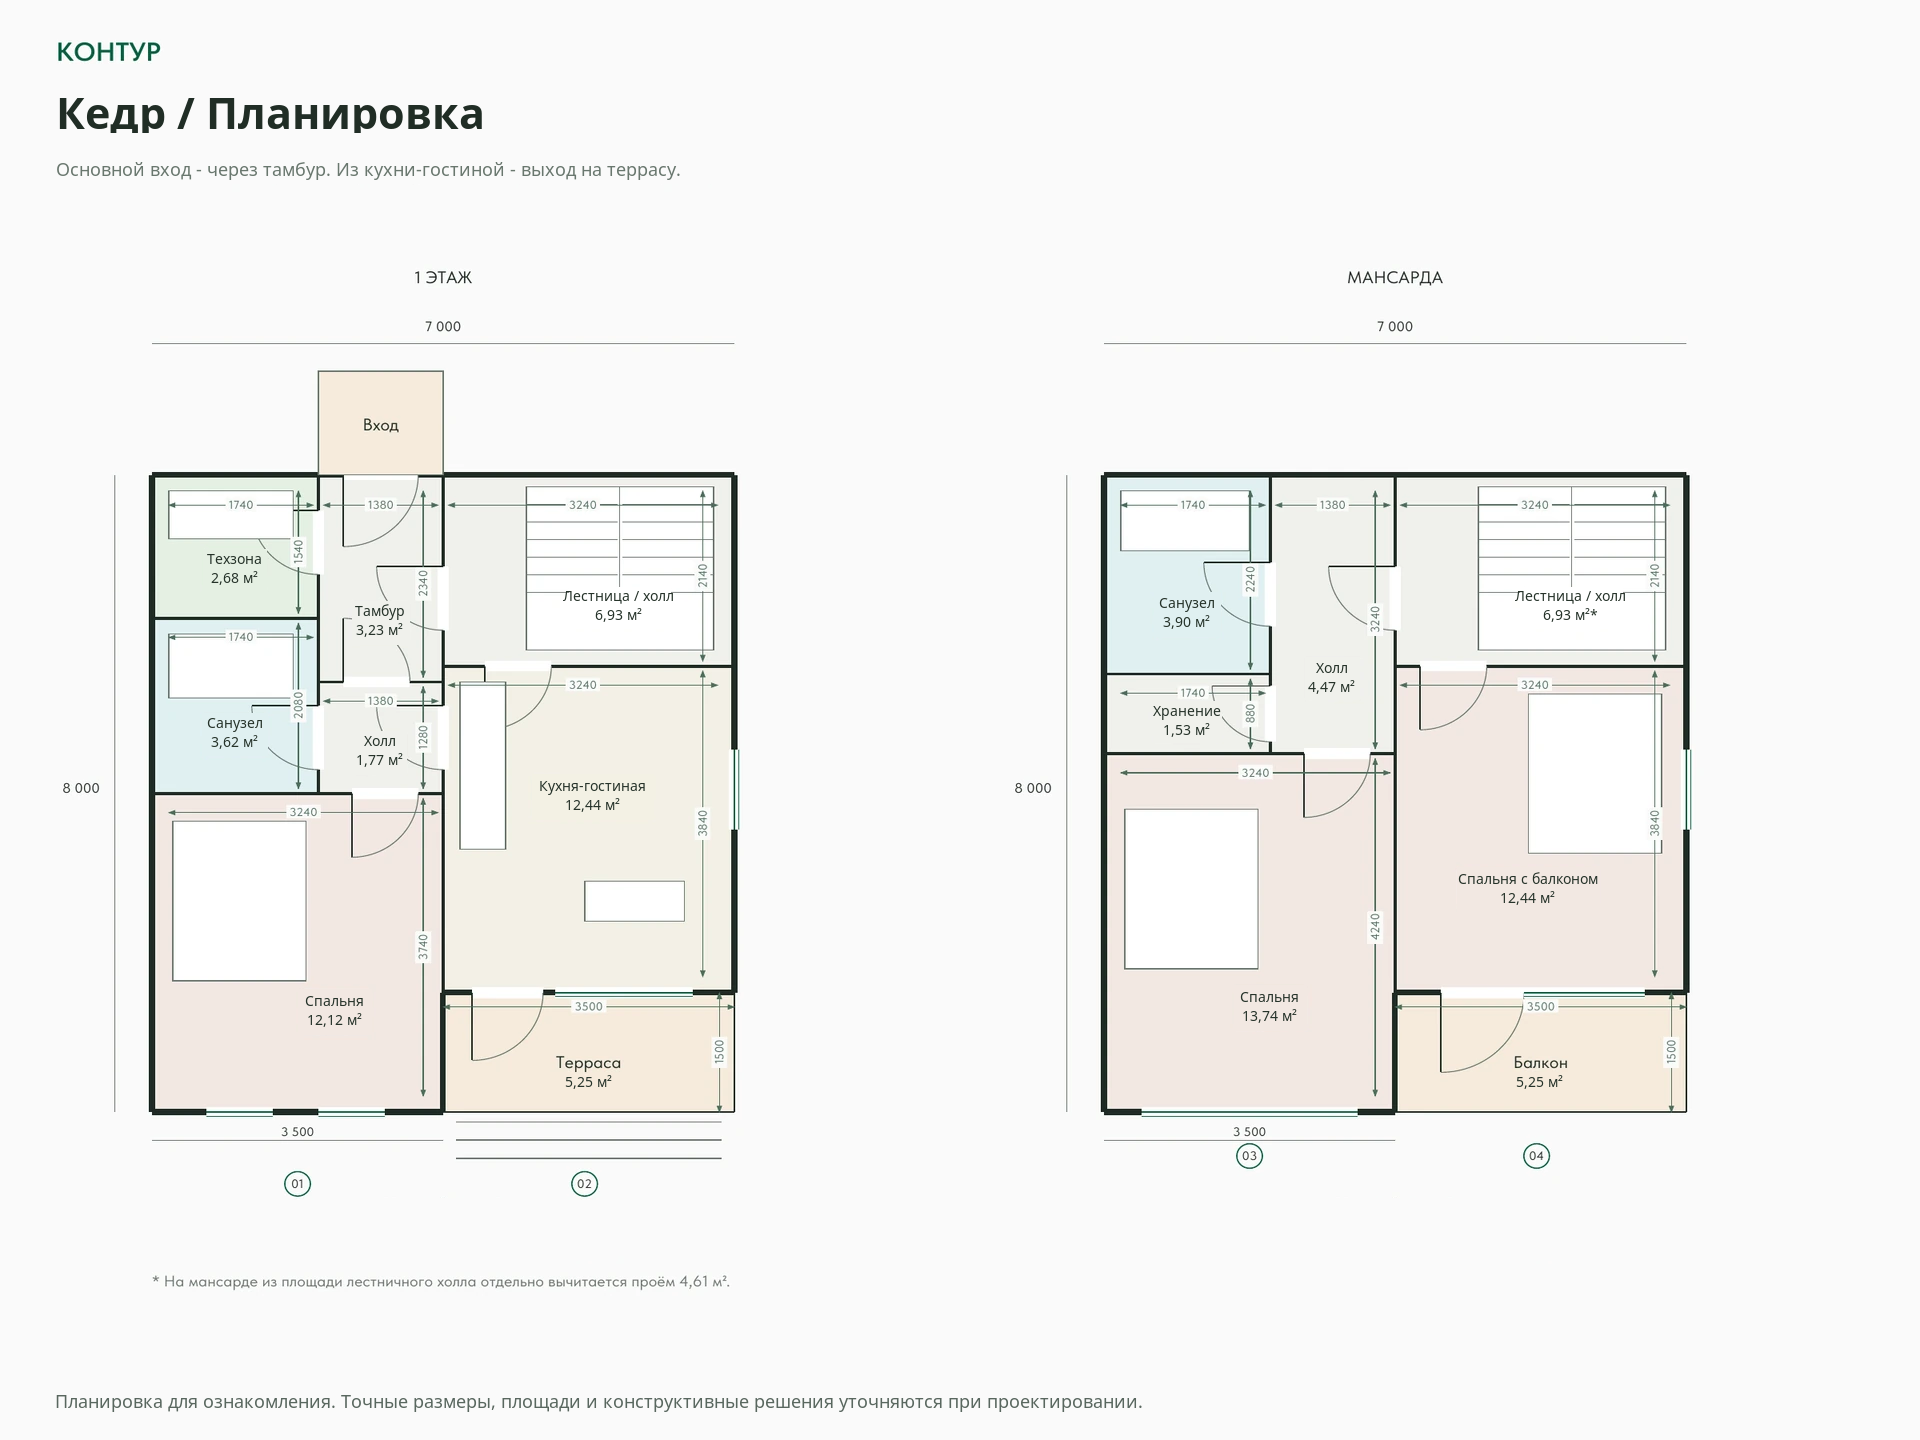 КОНТУР
Кедр / Планировка
Основной вход - через тамбур. Из кухни-гостиной - выход на террасу.
1 ЭТАЖ
7 000
Вход
1740
1380
3240
1540
Техзона
2,68 м²
2340
2140
Тамбур
3,23 м²
Лестница / холл
6,93 м²
1740
3240
2080
1380
Санузел
3,62 м²
Холл
1,77 м²
1280
8 000
Кухня-гостиная
12,44 м²
3240
3840
3740
Спальня
12,12 м²
3500
1500
Терраса
5,25 м²
3 500
01
02
МАНСАРДА
7 000
1740
1380
3240
2240
2140
Санузел
3,90 м²
3240
Лестница / холл
6,93 м²*
Холл
4,47 м²
1740
3240
Хранение
1,53 м²
880
3240
8 000
3840
Спальня с балконом
12,44 м²
4240
Спальня
13,74 м²
3500
1500
Балкон
5,25 м²
3 500
03
04
* На мансарде из площади лестничного холла отдельно вычитается проём 4,61 м².
Планировка для ознакомления. Точные размеры, площади и конструктивные решения уточняются при проектировании.